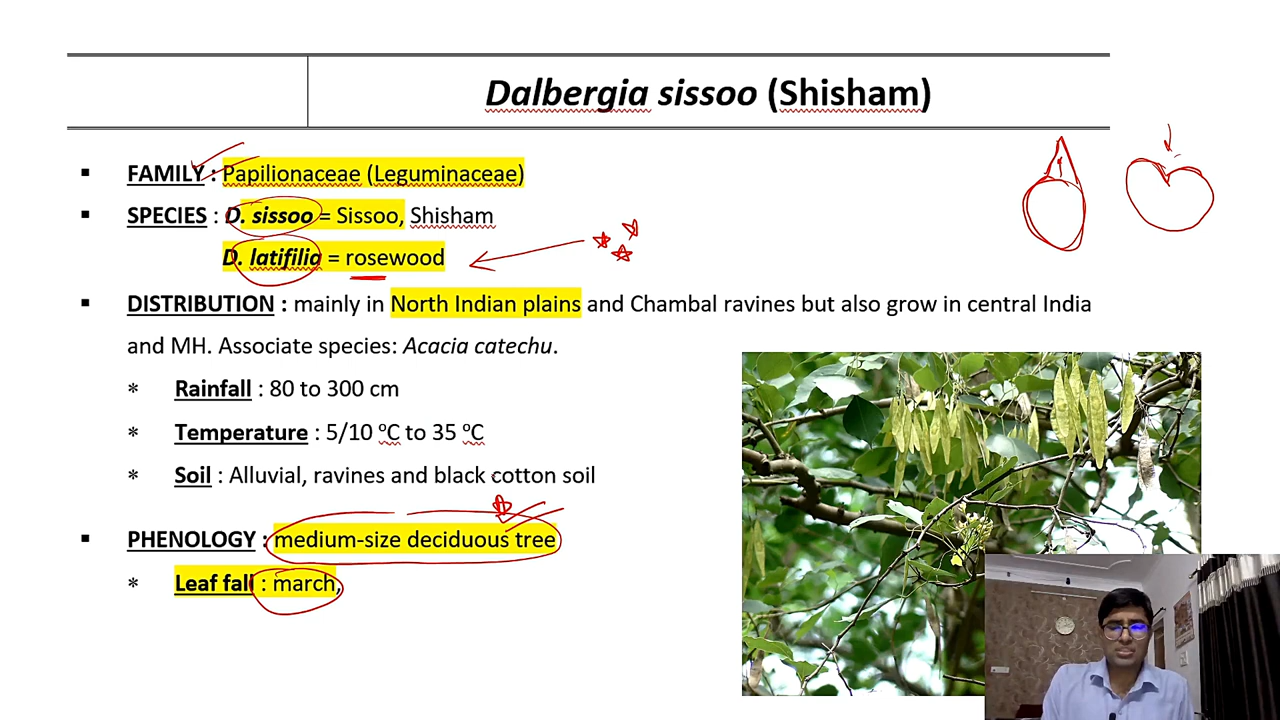 Dalbergia sissoo (Shisham)
▪ FAMILY : Papilionaceae (Leguminaceae)
▪ SPECIES : D. sissoo = Sissoo, Shisham
D. latifilia = rosewood
▪ DISTRIBUTION : mainly in North Indian plains and Chambal ravines but also grow in central India
and MH. Associate species: Acacia catechu.
* Rainfall : 80 to 300 cm
* Temperature : 5/10 ºC to 35 ºC
* Soil : Alluvial, ravines and black cotton soil
▪ PHENOLOGY : medium-size deciduous tree
* Leaf fall : march,